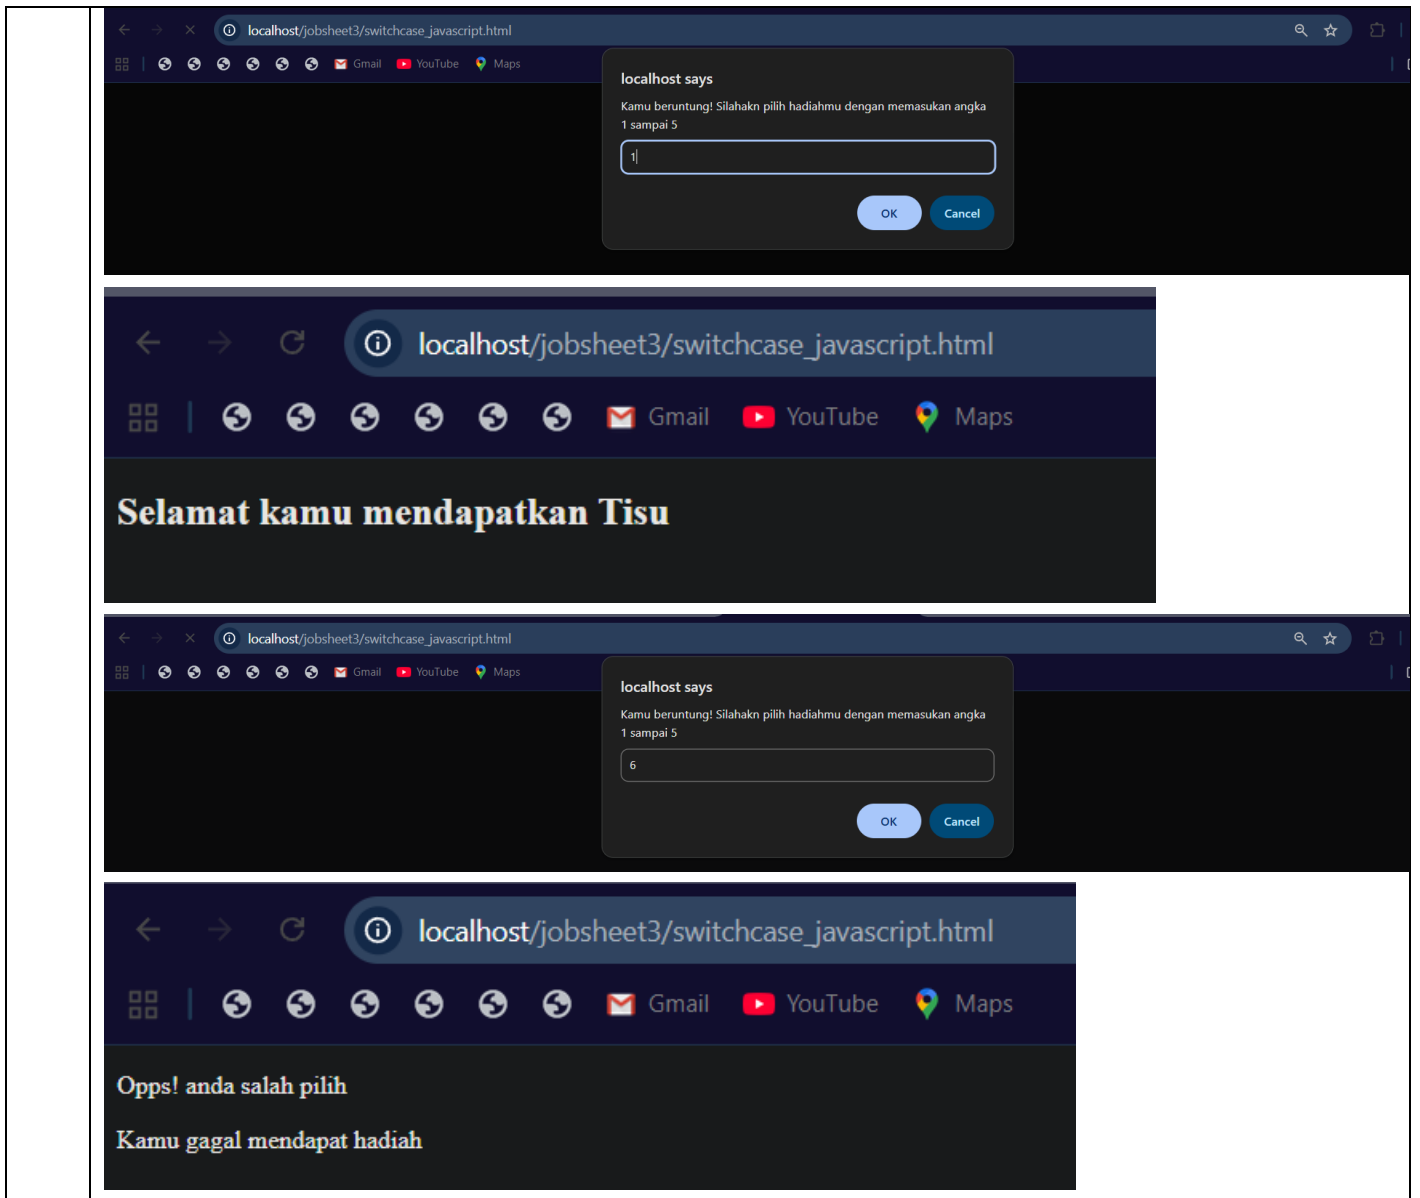 localhost/jobsheet3/switchcase_javascript.html
Gmail YouTube Maps
localhost says
Kamu beruntung! Silahakn pilih hadiahmu dengan memasukan angka
1 sampai 5
1
OK Cancel
localhost/jobsheet3/switchcase_javascript.html
Gmail YouTube Maps
Selamat kamu mendapatkan Tisu
localhost/jobsheet3/switchcase_javascript.html
Gmail YouTube Maps
localhost says
Kamu beruntung! Silahakn pilih hadiahmu dengan memasukan angka
1 sampai 5
6
OK Cancel
localhost/jobsheet3/switchcase_javascript.html
Gmail YouTube Maps
Opps! anda salah pilih
Kamu gagal mendapat hadiah